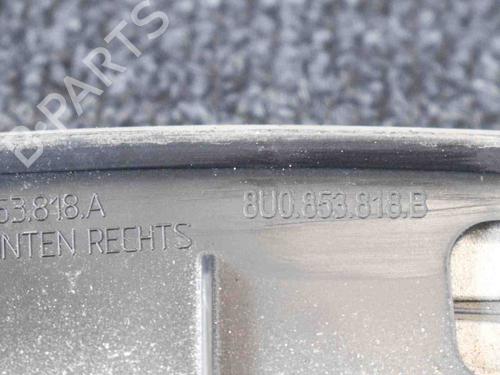 B-PARTS
53.818.A
8U0.853.818.B
NTEN RECHTS